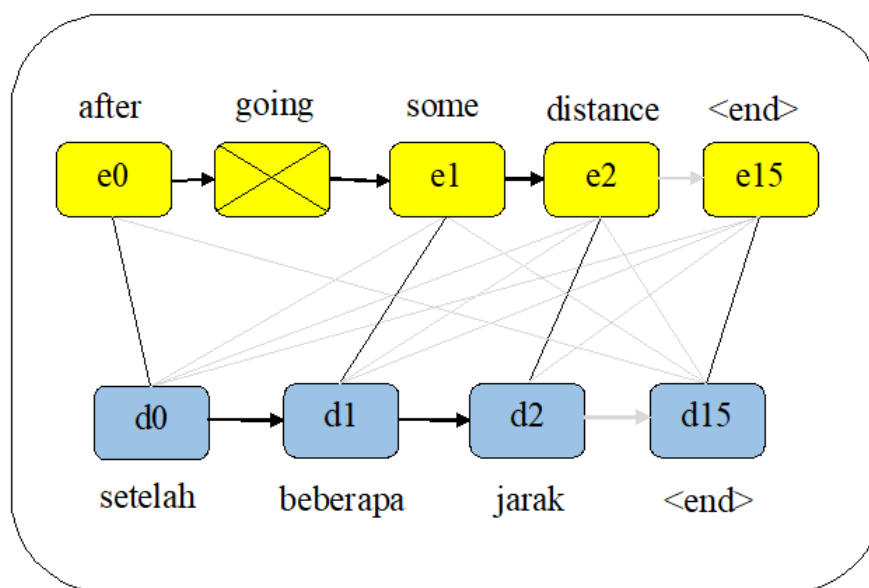 after going some distance <end>
e0 e1 e2 e15
d0 d1 d2 d15
setelah beberapa jarak <end>